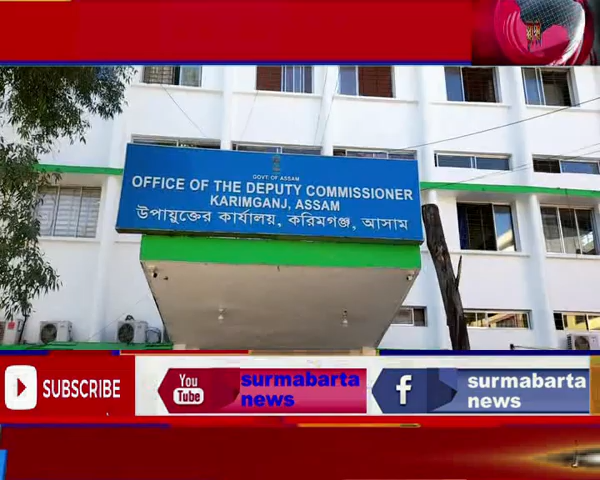 GOVT. OF ASSAM
OFFICE OF THE DEPUTY COMMISSIONER
KARIMGANJ, ASSAM
উপাযুক্তের কার্যালয়, করিমগঞ্জ, আসাম
SUBSCRIBE
You
Tube
surmabarta
news
f
surmabarta
news